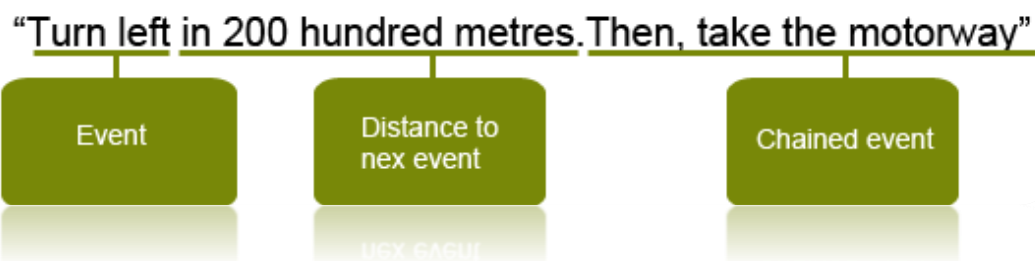 “Turn left in 200 hundred metres.Then, take the motorway”
Event
Distance to
nex event
Chained event